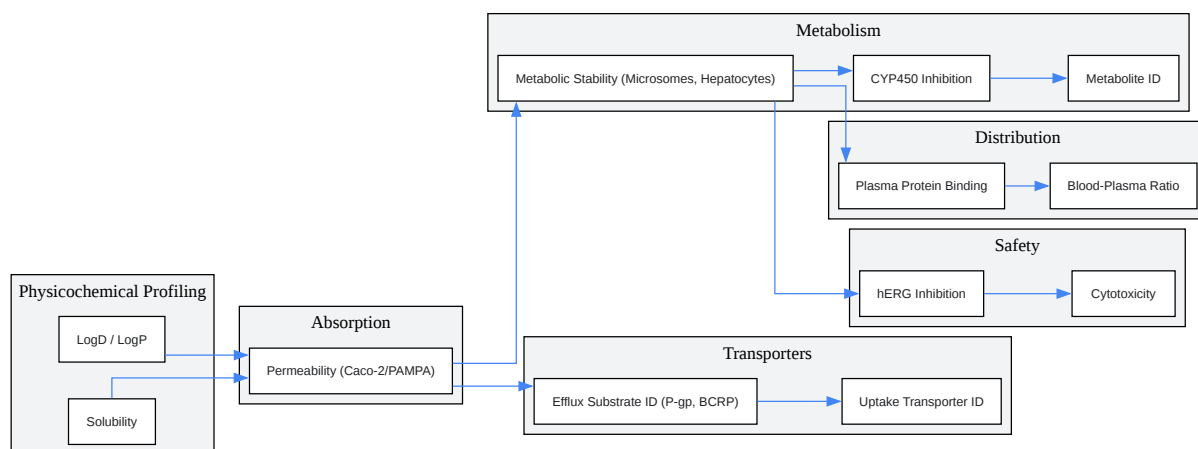 Metabolism
Metabolic Stability (Microsomes, Hepatocytes)
CYP450 Inhibition
Metabolite ID
Distribution
Plasma Protein Binding
Blood-Plasma Ratio
Safety
hERG Inhibition
Cytotoxicity
Physicochemical Profiling
LogD / LogP
Solubility
Absorption
Permeability (Caco-2/PAMPA)
Transporters
Efflux Substrate ID (P-gp, BCRP)
Uptake Transporter ID